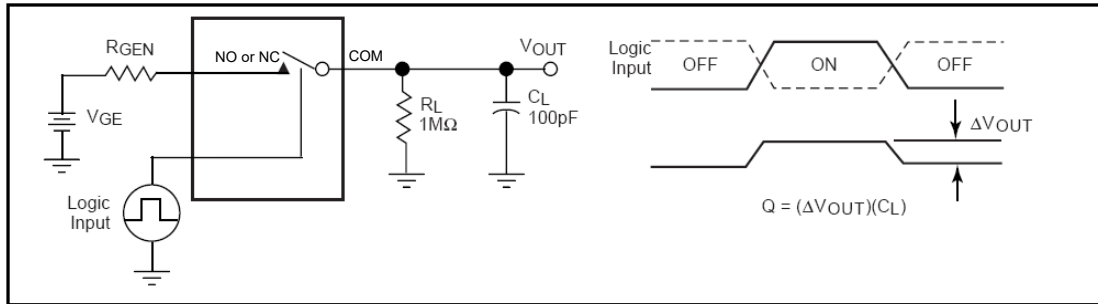 RGEN
NO or NC
COM
VOUT
VGE
RL
1MΩ
CL
100pF
Logic
Input
Logic
Input
OFF
ON
OFF
ΔVOUT
Q = (ΔVOUT)(CL)